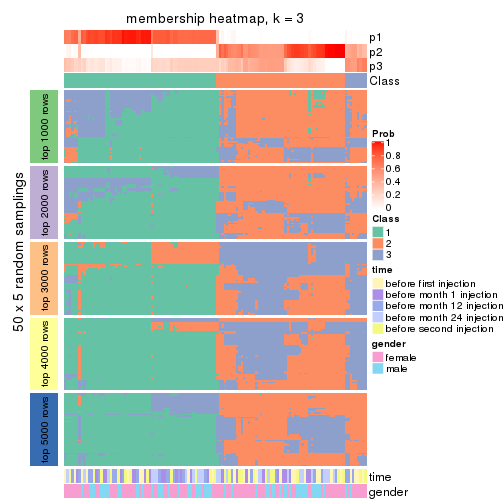 membership heatmap, k = 3
p1
p2
p3
Class
50 x 5 random samplings
top 1000 rows
top 2000 rows
top 3000 rows
top 4000 rows
top 5000 rows
time
gender
Prob
1
0.8
0.6
0.4
0.2
0
Class
1
2
3
time
before first injection
before month 1 injection
before month 12 injection
before month 24 injection
before second injection
gender
female
male